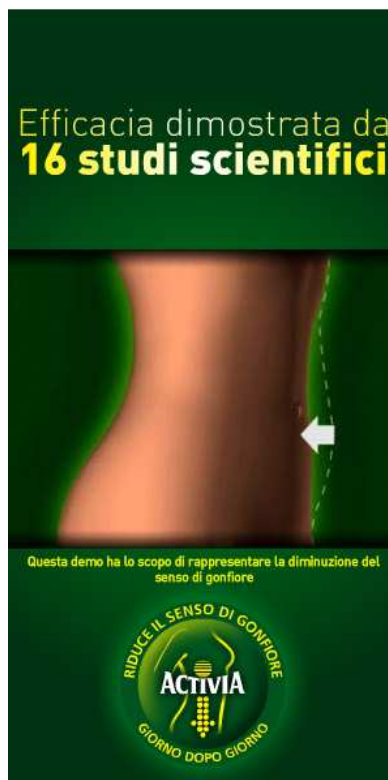 Efficacia dimostrata da
16 studi scientifici
Questa demo ha lo scopo di rappresentare la diminuzione del
senso di gonfiore
RIDUCE IL SENSO DI GONFIORE
ACTIVIA
GIORNO DOPO GIORNO